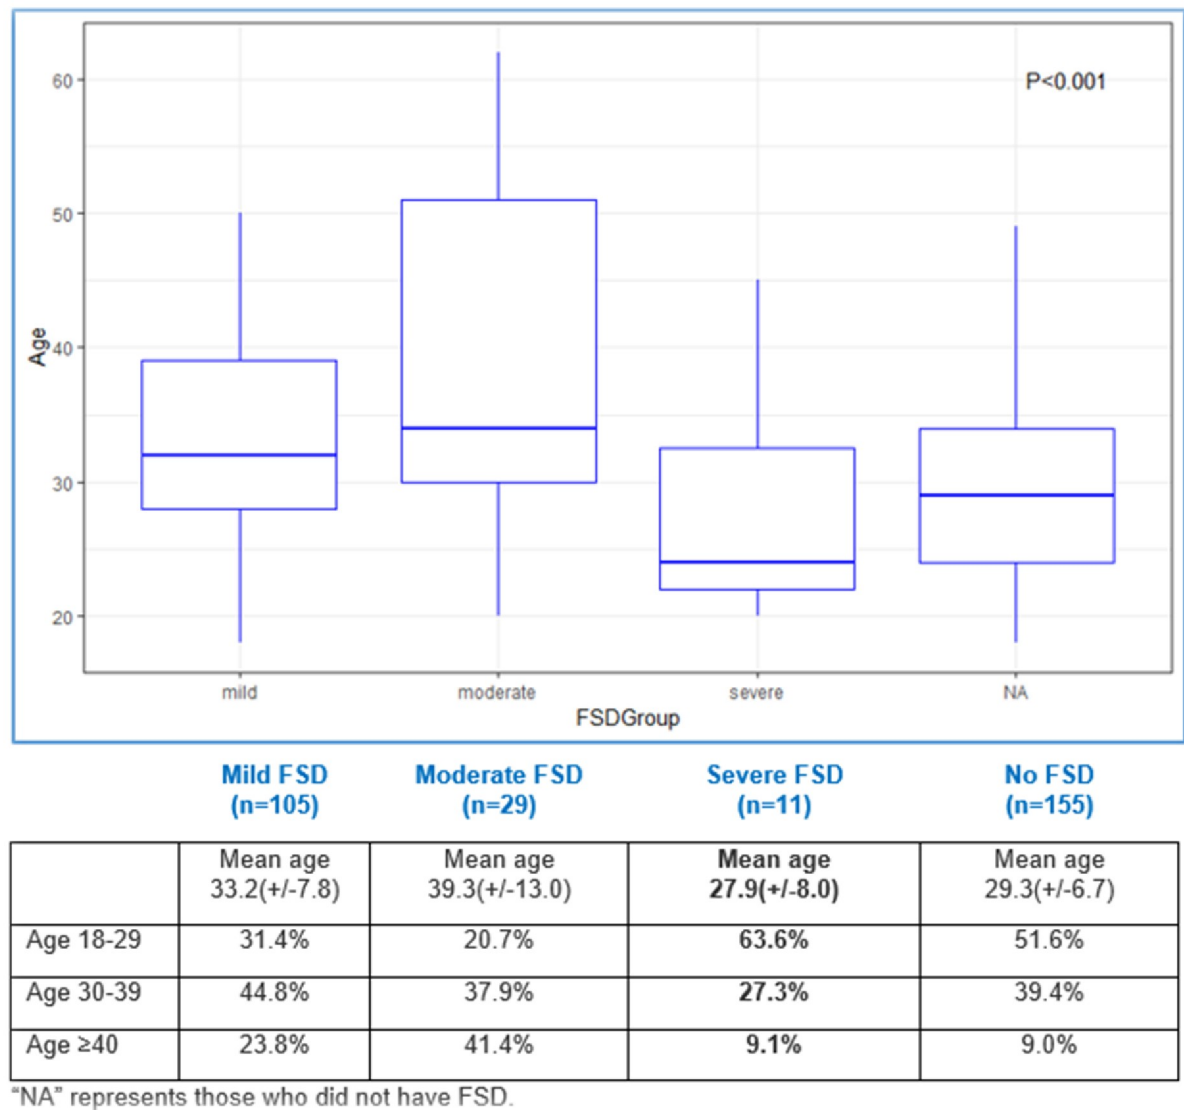 P<0.001
60
50
Age
40
30
20
mild moderate severe NA
FSDGroup
Mild FSD Moderate FSD Severe FSD No FSD
(n=105) (n=29) (n=11) (n=155)
Mean age Mean age Mean age Mean age
33.2(+/-7.8) 39.3(+/-13.0) 27.9(+/-8.0) 29.3(+/-6.7)
Age 18-29 31.4% 20.7% 63.6% 51.6%
Age 30-39 44.8% 37.9% 27.3% 39.4%
Age ≥40 23.8% 41.4% 9.1% 9.0%
“NA” represents those who did not have FSD.